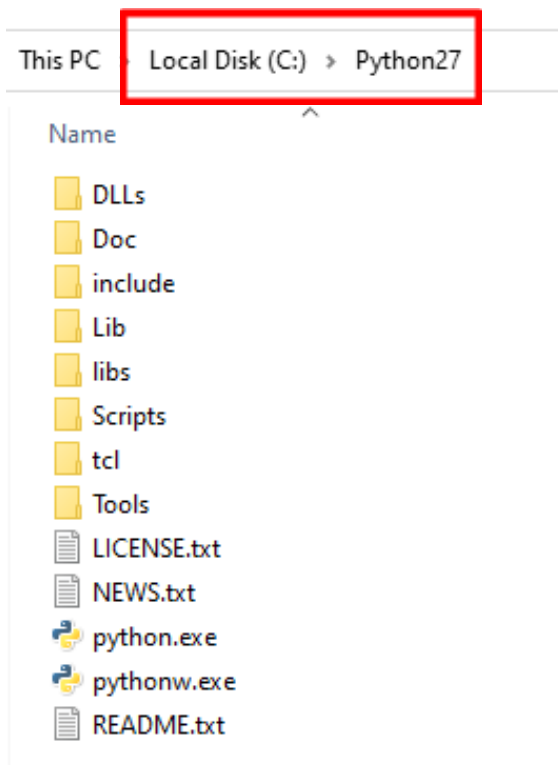 This PC > Local Disk (C:) > Python27
Name
DLLs
Doc
include
Lib
libs
Scripts
tcl
Tools
LICENSE.txt
NEWS.txt
python.exe
pythonw.exe
README.txt